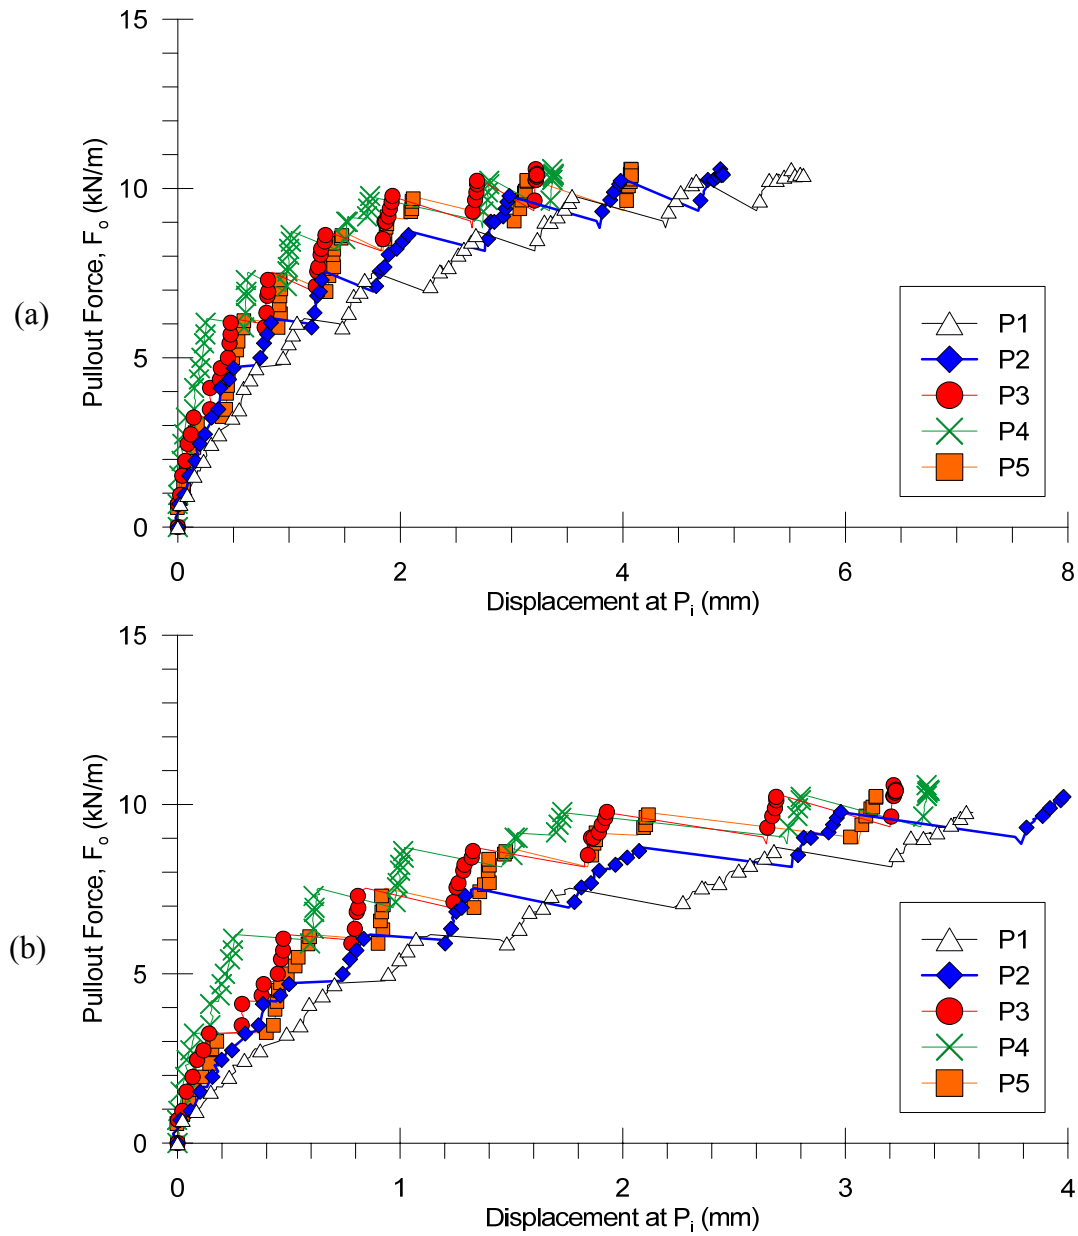 (a)
Pullout Force, Fo (kN/m)
15
10
5
0
0 2 4 6 8
Displacement at Pi (mm)
P1
P2
P3
P4
P5
(b)
Pullout Force, Fo (kN/m)
15
10
5
0
0 1 2 3 4
Displacement at Pi (mm)
P1
P2
P3
P4
P5